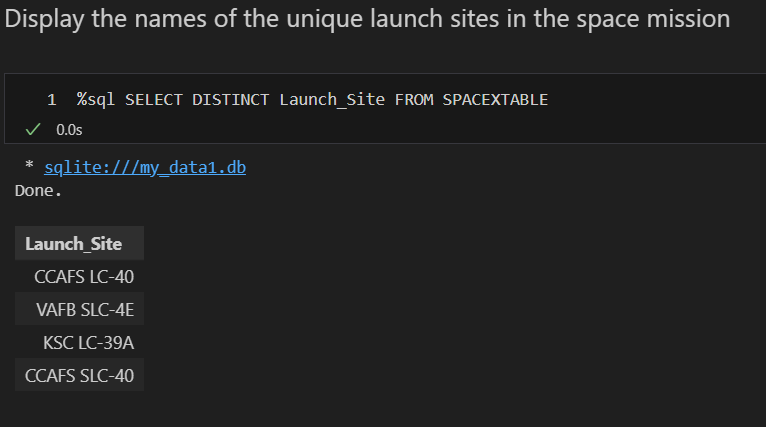 Display the names of the unique launch sites in the space mission
1 %sql SELECT DISTINCT Launch_Site FROM SPACEXTABLE
✓ 0.0s
* sqlite:///my_data1.db
Done.
Launch_Site
CCAFS LC-40
VAFB SLC-4E
KSC LC-39A
CCAFS SLC-40